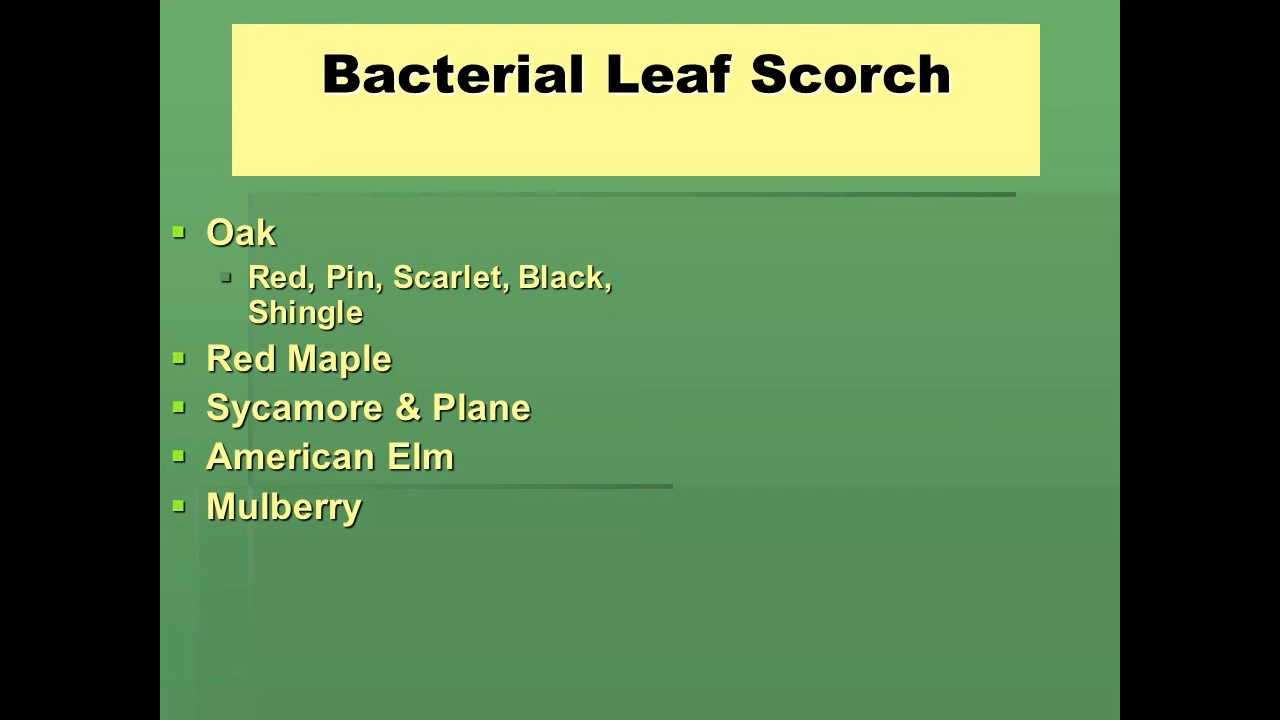 Bacterial Leaf Scorch
Oak
Red, Pin, Scarlet, Black,
Shingle
Red Maple
Sycamore & Plane
American Elm
Mulberry